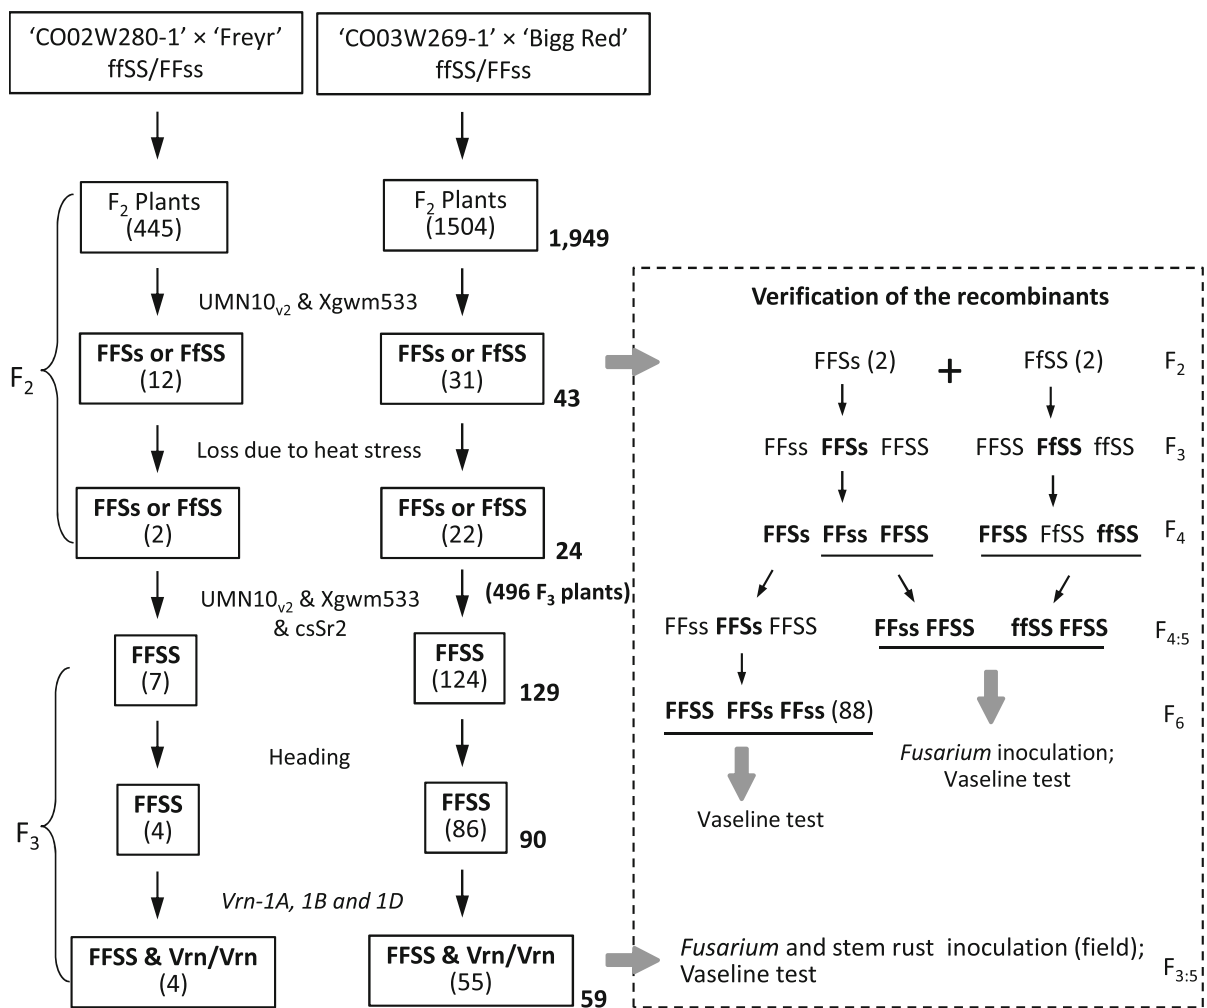 ‘CO02W280-1’ × ‘Freyr’
ffSS/FFss
‘CO03W269-1’ × ‘Bigg Red’
ffSS/FFss
F2
F2 Plants
(445)
F2 Plants
(1504)
1,949
UMN10v2 & Xgwm533
FFSs or FfSS
(12)
FFSs or FfSS
(31)
43
Loss due to heat stress
FFSs or FfSS
(2)
FFSs or FfSS
(22)
24
UMN10v2 & Xgwm533
& csSr2
(496 F3 plants)
F3
FFSS
(7)
FFSS
(124)
129
Heading
FFSS
(4)
FFSS
(86)
90
Vrn-1A, 1B and 1D
FFSS & Vrn/Vrn
(4)
FFSS & Vrn/Vrn
(55)
59
Verification of the recombinants
FFSs (2) + FfSS (2) F2
FFss FFSs FFSS FFSS FfSS ffSS F3
FFSs FFss FFSS FFSS FfSS ffSS F4
FFss FFSs FFSS FFss FFSS ffSS FFSS F4:5
FFSS FFSs FFss (88) F6
Fusarium inoculation;
Vaseline test
Vaseline test
Fusarium and stem rust inoculation (field);
Vaseline test
F3:5